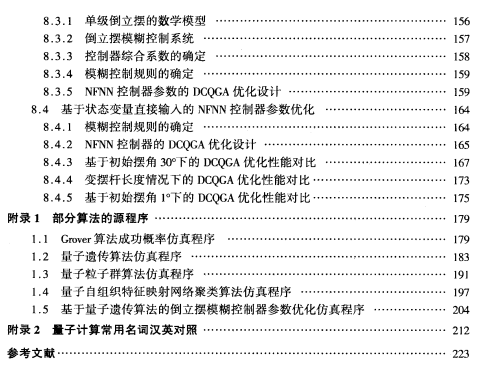 8.3.1 单级倒立摆的数学模型 …… 156
8.3.2 倒立摆模糊控制系统 …… 157
8.3.3 控制器综合系数的确定 …… 158
8.3.4 模糊控制规则的确定 …… 159
8.3.5 NFNN 控制器参数的 DCQGA 优化设计 …… 159
8.4 基于状态变量直接输入的 NFNN 控制器参数优化 …… 164
8.4.1 模糊控制规则的确定 …… 164
8.4.2 NFNN 控制器的 DCQGA 优化设计 …… 165
8.4.3 基于初始摆角 30°下的 DCQGA 优化性能对比 …… 167
8.4.4 变摆杆长度情况下的 DCQGA 优化性能对比 …… 173
8.4.5 基于初始摆角 1°下的 DCQGA 优化性能对比 …… 175
附录 1 部分算法的源程序 …… 179
1.1 Grover 算法成功概率仿真程序 …… 179
1.2 量子遗传算法仿真程序 …… 183
1.3 量子粒子群算法仿真程序 …… 191
1.4 量子自组织特征映射网络聚类算法仿真程序 …… 197
1.5 基于量子遗传算法的倒立摆模糊控制器参数优化仿真程序 …… 204
附录 2 量子计算常用名词汉英对照 …… 212
参考文献 …… 223